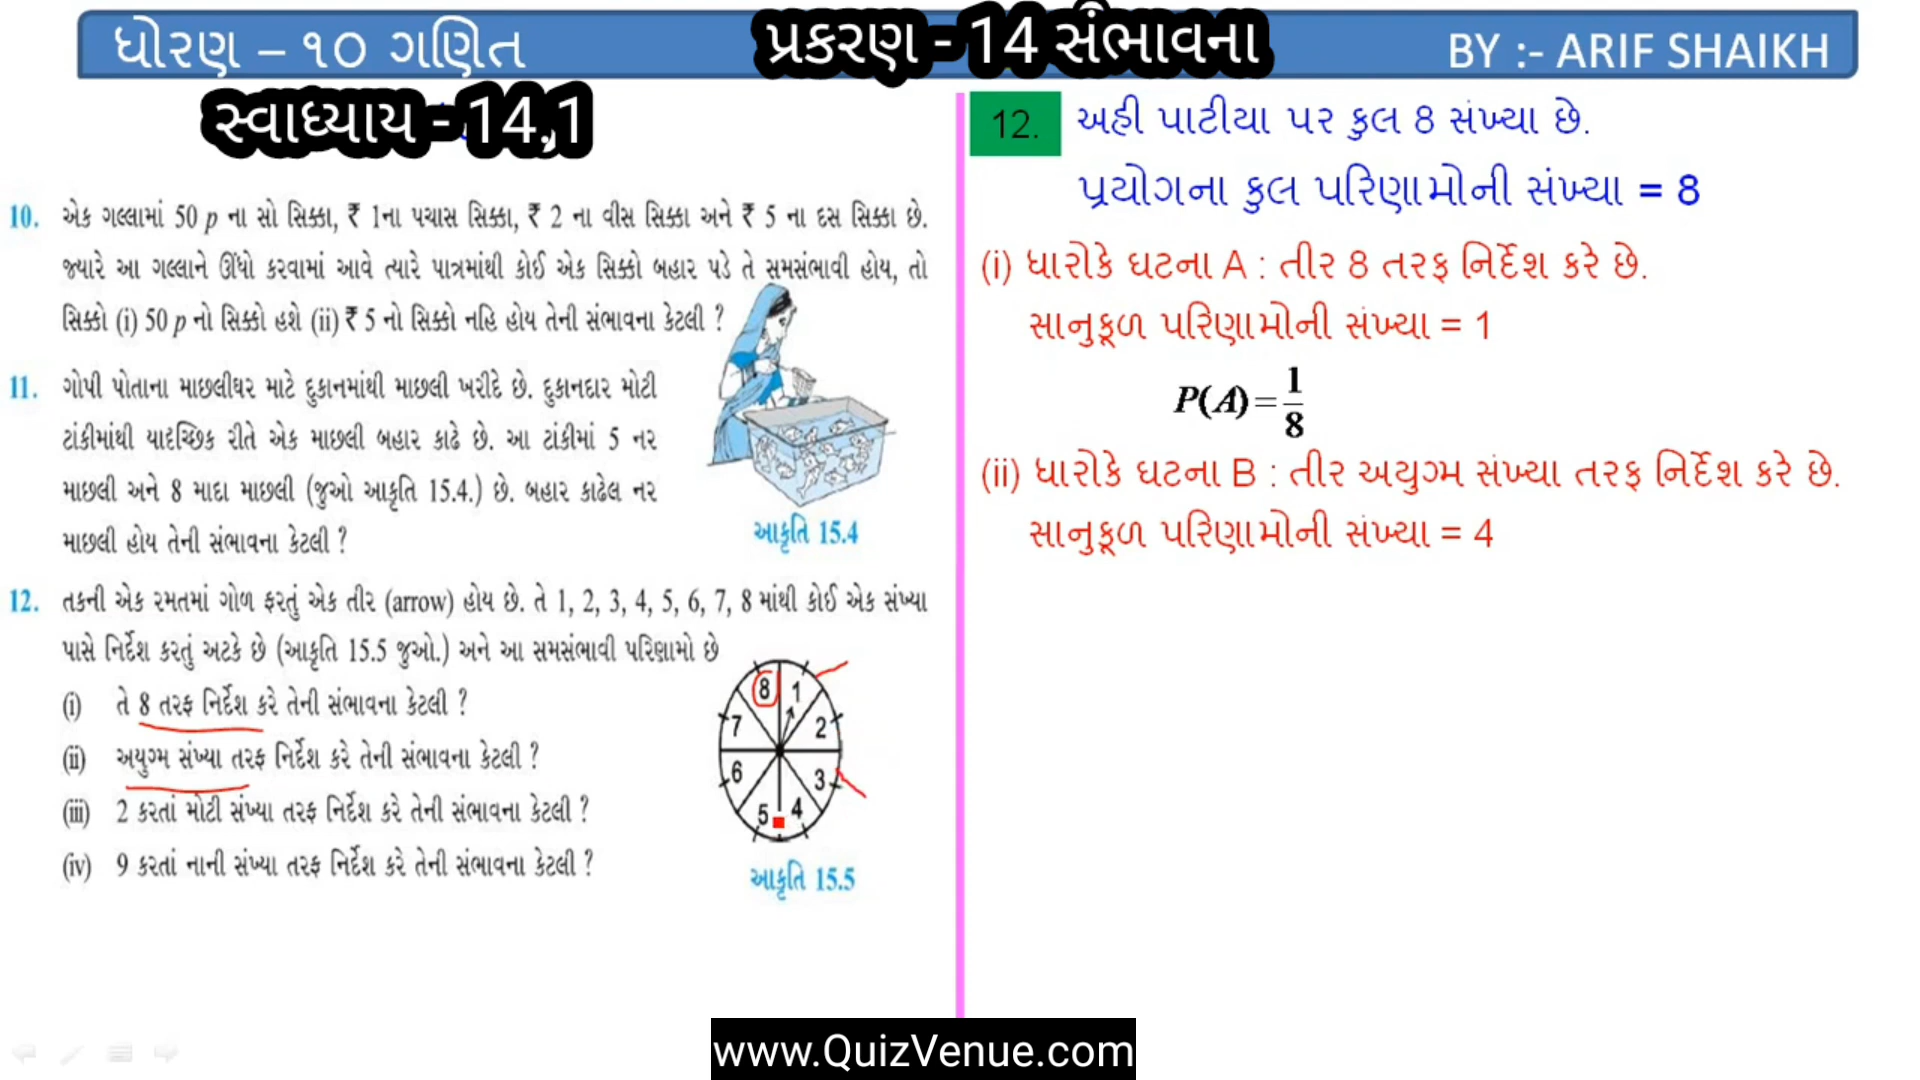 ધોરણ – ૧૦ ગણિત
પ્રકરણ - 14 સંભાવના
BY :- ARIF SHAIKH
સ્વાધ્યાય - 14.1
10. એક ગલ્લામાં 50 p ના સો સિક્કા, ₹ 1ના પચાસ સિક્કા, ₹ 2 ના વીસ સિક્કા અને ₹ 5 ના દસ સિક્કા છે.
જ્યારે આ ગલ્લાને ઊંધો કરવામાં આવે ત્યારે પાત્રમાંથી કોઈ એક સિક્કો બહાર પડે તે સમસંભાવી હોય, તો
સિક્કો (i) 50 p નો સિક્કો હશે (ii) ₹ 5 નો સિક્કો નહિ હોય તેની સંભાવના કેટલી ?
11. ગોપી પોતાના માછલીઘર માટે દુકાનમાંથી માછલી ખરીદે છે. દુકાનદાર મોટી
ટાંકીમાંથી યાદચ્છિક રીતે એક માછલી બહાર કાઢે છે. આ ટાંકીમાં 5 નર
માછલી અને 8 માદા માછલી (જુઓ આકૃતિ 15.4.) છે. બહાર કાઢેલ નર
માછલી હોય તેની સંભાવના કેટલી ?
આકૃતિ 15.4
12. તકની એક રમતમાં ગોળ ફરતું એક તીર (arrow) હોય છે. તે 1, 2, 3, 4, 5, 6, 7, 8 માંથી કોઈ એક સંખ્યા
પાસે નિર્દેશ કરતું અટકે છે (આકૃતિ 15.5 જુઓ.) અને આ સમસંભાવી પરિણામો છે
(i) તે 8 તરફ નિર્દેશ કરે તેની સંભાવના કેટલી ?
(ii) અયુગ્મ સંખ્યા તરફ નિર્દેશ કરે તેની સંભાવના કેટલી ?
(iii) 2 કરતાં મોટી સંખ્યા તરફ નિર્દેશ કરે તેની સંભાવના કેટલી ?
(iv) 9 કરતાં નાની સંખ્યા તરફ નિર્દેશ કરે તેની સંભાવના કેટલી ?
8 1
7 2
6 3
5 4
આકૃતિ 15.5
12. અહી પાટીયા પર કુલ 8 સંખ્યા છે.
પ્રયોગના કુલ પરિણામોની સંખ્યા = 8
(i) ધારોકે ઘટના A : તીર 8 તરફ નિર્દેશ કરે છે.
સાનુકૂળ પરિણામોની સંખ્યા = 1
P(A) = 1/8
(ii) ધારોકે ઘટના B : તીર અયુગ્મ સંખ્યા તરફ નિર્દેશ કરે છે.
સાનુકૂળ પરિણામોની સંખ્યા = 4
www.QuizVenue.com